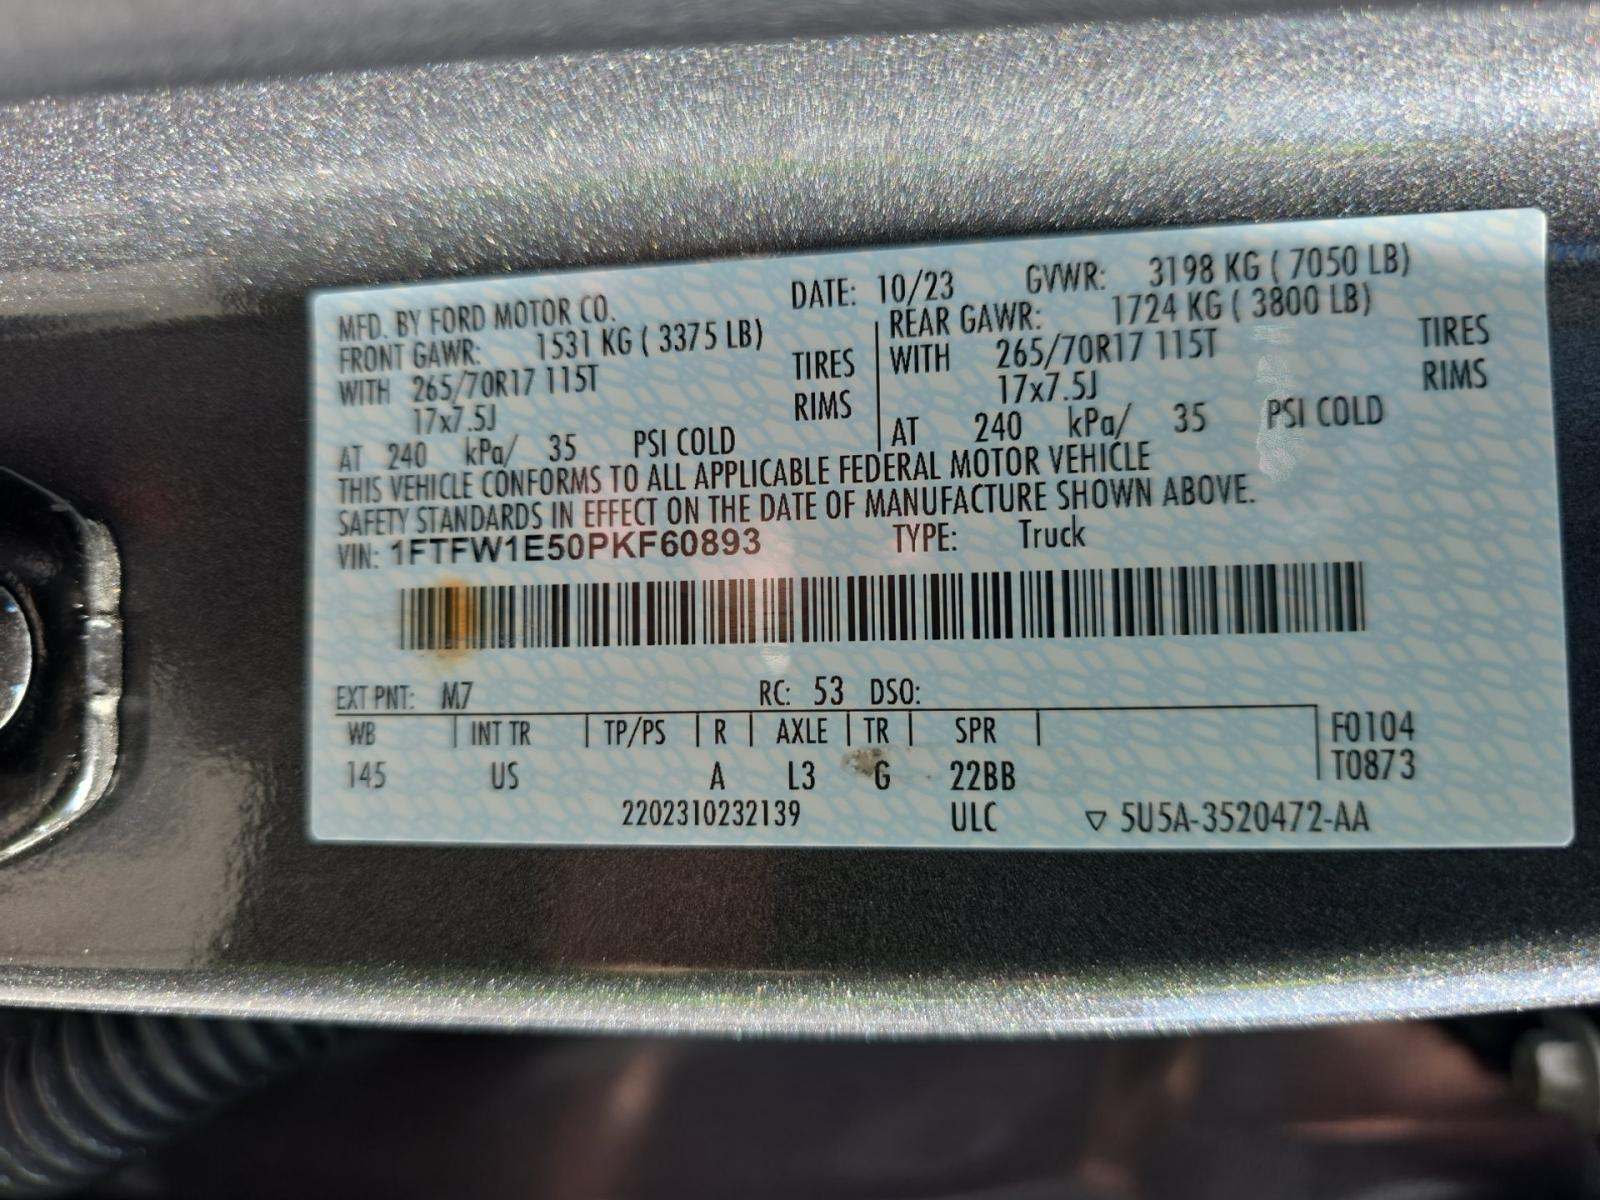 MFD. BY FORD MOTOR CO. DATE: 10/23 GVWR: 3198 KG ( 7050 LB)
FRONT GAWR: 1531 KG ( 3375 LB) REAR GAWR: 1724 KG ( 3800 LB)
WITH 265/70R17 115T TIRES WITH 265/70R17 115T TIRES
17x7.5J RIMS 17x7.5J RIMS
AT 240 kPa/ 35 PSI COLD AT 240 kPa/ 35 PSI COLD
THIS VEHICLE CONFORMS TO ALL APPLICABLE FEDERAL MOTOR VEHICLE
SAFETY STANDARDS IN EFFECT ON THE DATE OF MANUFACTURE SHOWN ABOVE.
VIN: 1FTFW1E50PKF60893 TYPE: Truck
EXT PNT: M7 RC: 53 DSO:
WB INT TR TP/PS R AXLE TR SPR F0104
145 US A L3 G 22BB T0873
2202310232139 ULC ▽ 5U5A-3520472-AA